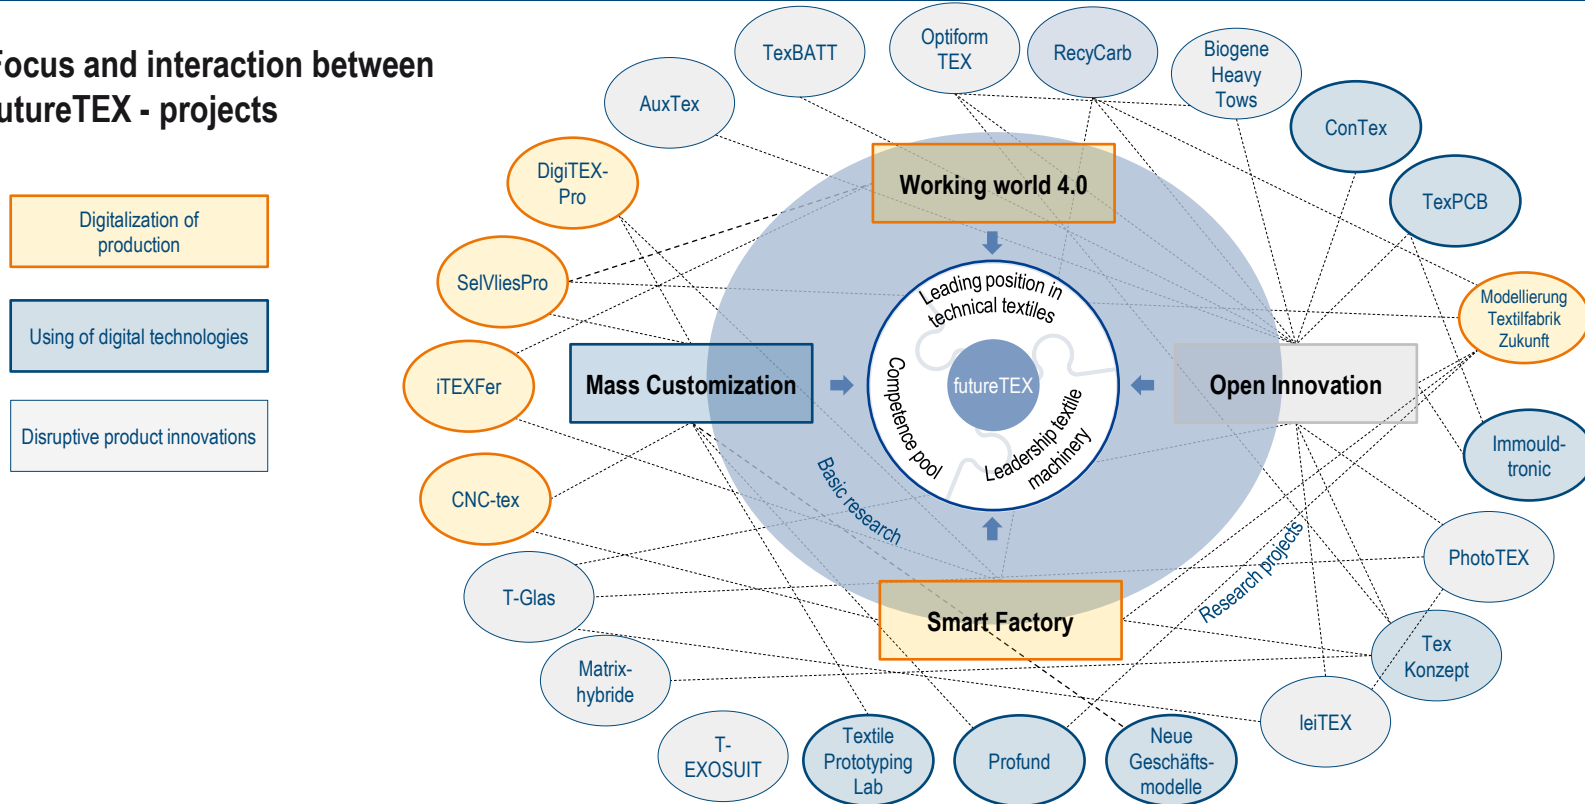 Focus and interaction between
futureTEX - projects
Digitalization of
production
Using of digital technologies
Disruptive product innovations
TexBATT
Optiform
TEX
RecyCarb
Biogene
Heavy
Tows
AuxTex
ConTex
DigiTEX-
Pro
TexPCB
SelVliesPro
Modellierung
Textilfabrik
Zukunft
iTEXFer
Immould-
tronic
CNC-tex
PhotoTEX
T-Glas
Tex
Konzept
Matrix-
hybride
leiTEX
T-
EXOSUIT
Textile
Prototyping
Lab
Profund
Neue
Geschäfts-
modelle
Working world 4.0
Mass Customization
Open Innovation
Smart Factory
Leading position in
technical textiles
Competence pool
futureTEX
Leadership textile
machinery
Basic research
Research projects